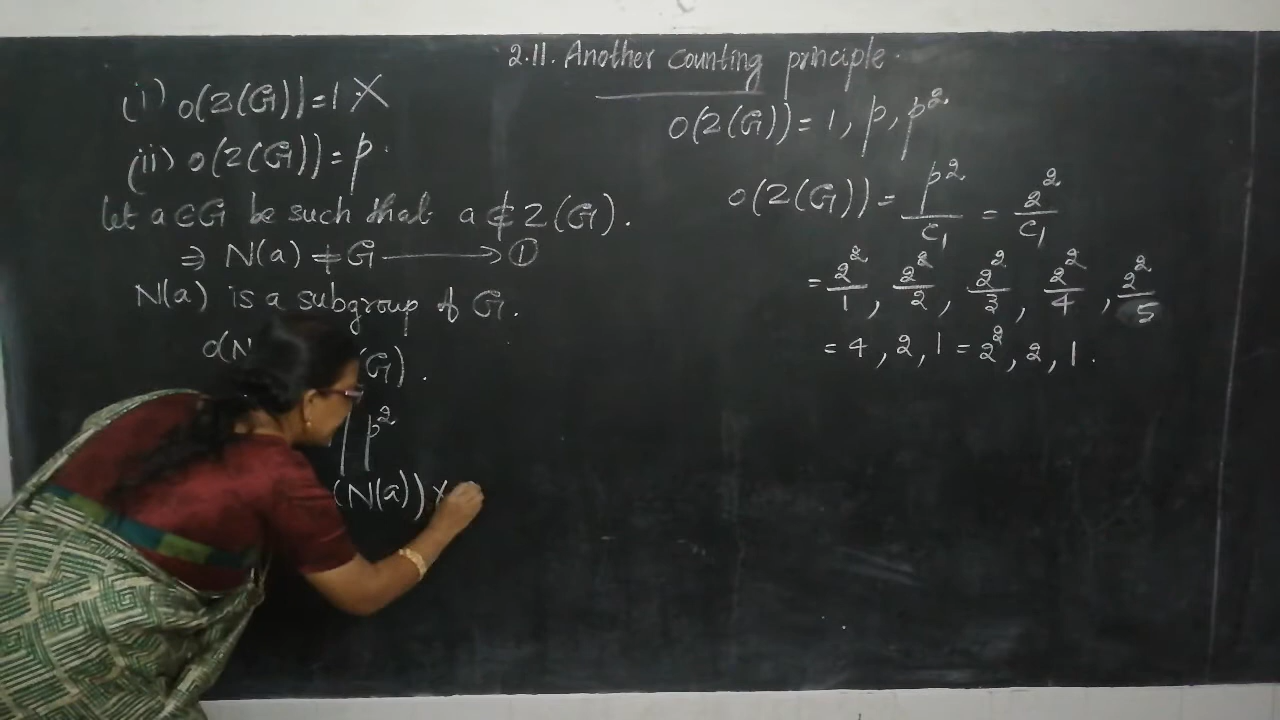 2.11. Another counting principle.
(i) o(Z(G)) = 1 X
(ii) o(Z(G)) = p.
let a ∈ G be such that a ∉ Z(G).
⇒ N(a) ≠ G ⟶ ①
N(a) is a subgroup of G.
o(N (G).
| p²
(N(a))
o(Z(G)) = 1, p, p²
o(Z(G)) = p²/c₁ = 2²/c₁
= 2²/1, 2²/2, 2²/3, 2²/4, 2²/5
= 4, 2, 1 = 2², 2, 1.